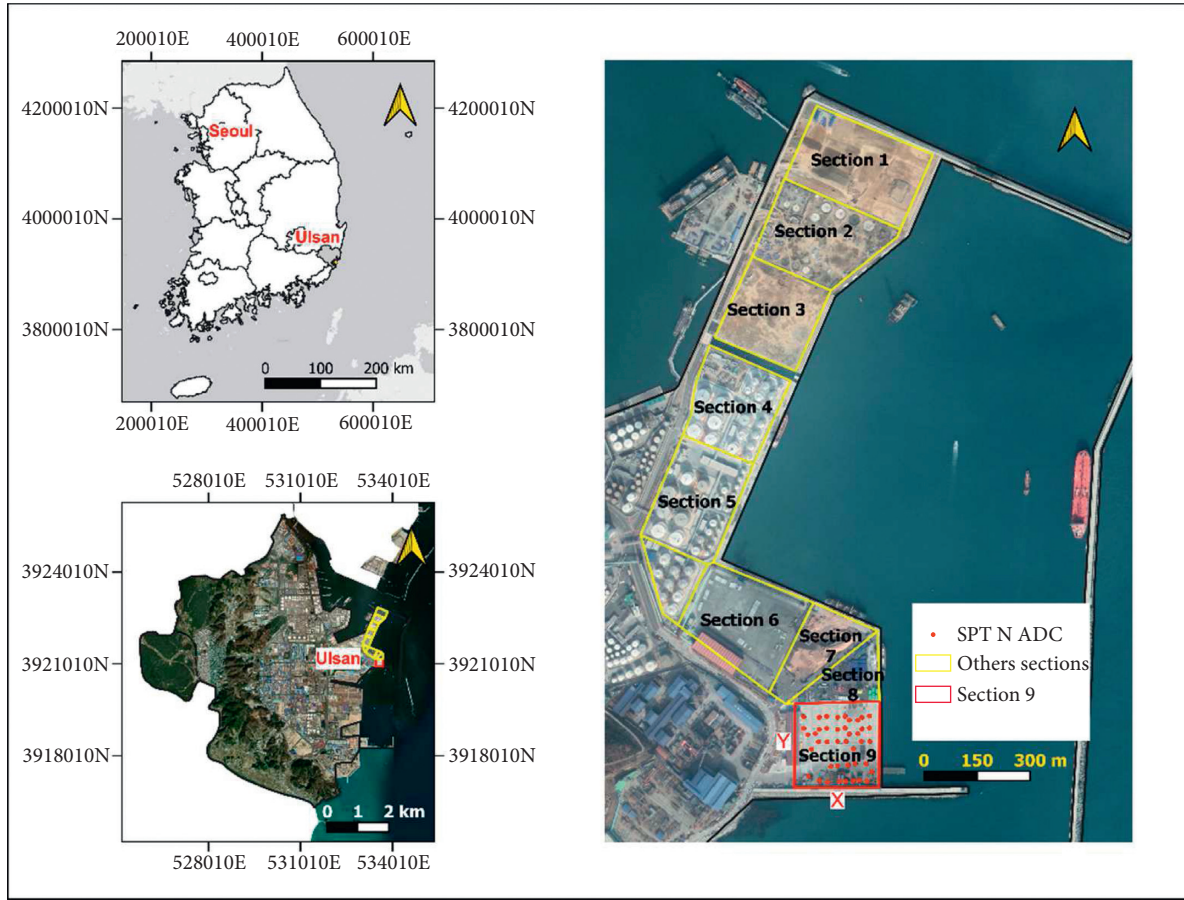 200010E 400010E 600010E
4200010N 4200010N
Seoul
4000010N 4000010N
Ulsan
3800010N 3800010N
0 100 200 km
200010E 400010E 600010E
528010E 531010E 534010E
3924010N 3924010N
Ulsan
3921010N 3921010N
3918010N 3918010N
0 1 2 km
528010E 531010E 534010E
Section 1
Section 2
Section 3
Section 4
Section 5
Section 6
Section
7
Section
8
Y
Section 9
X
SPT N ADC
Others sections
Section 9
0 150 300 m